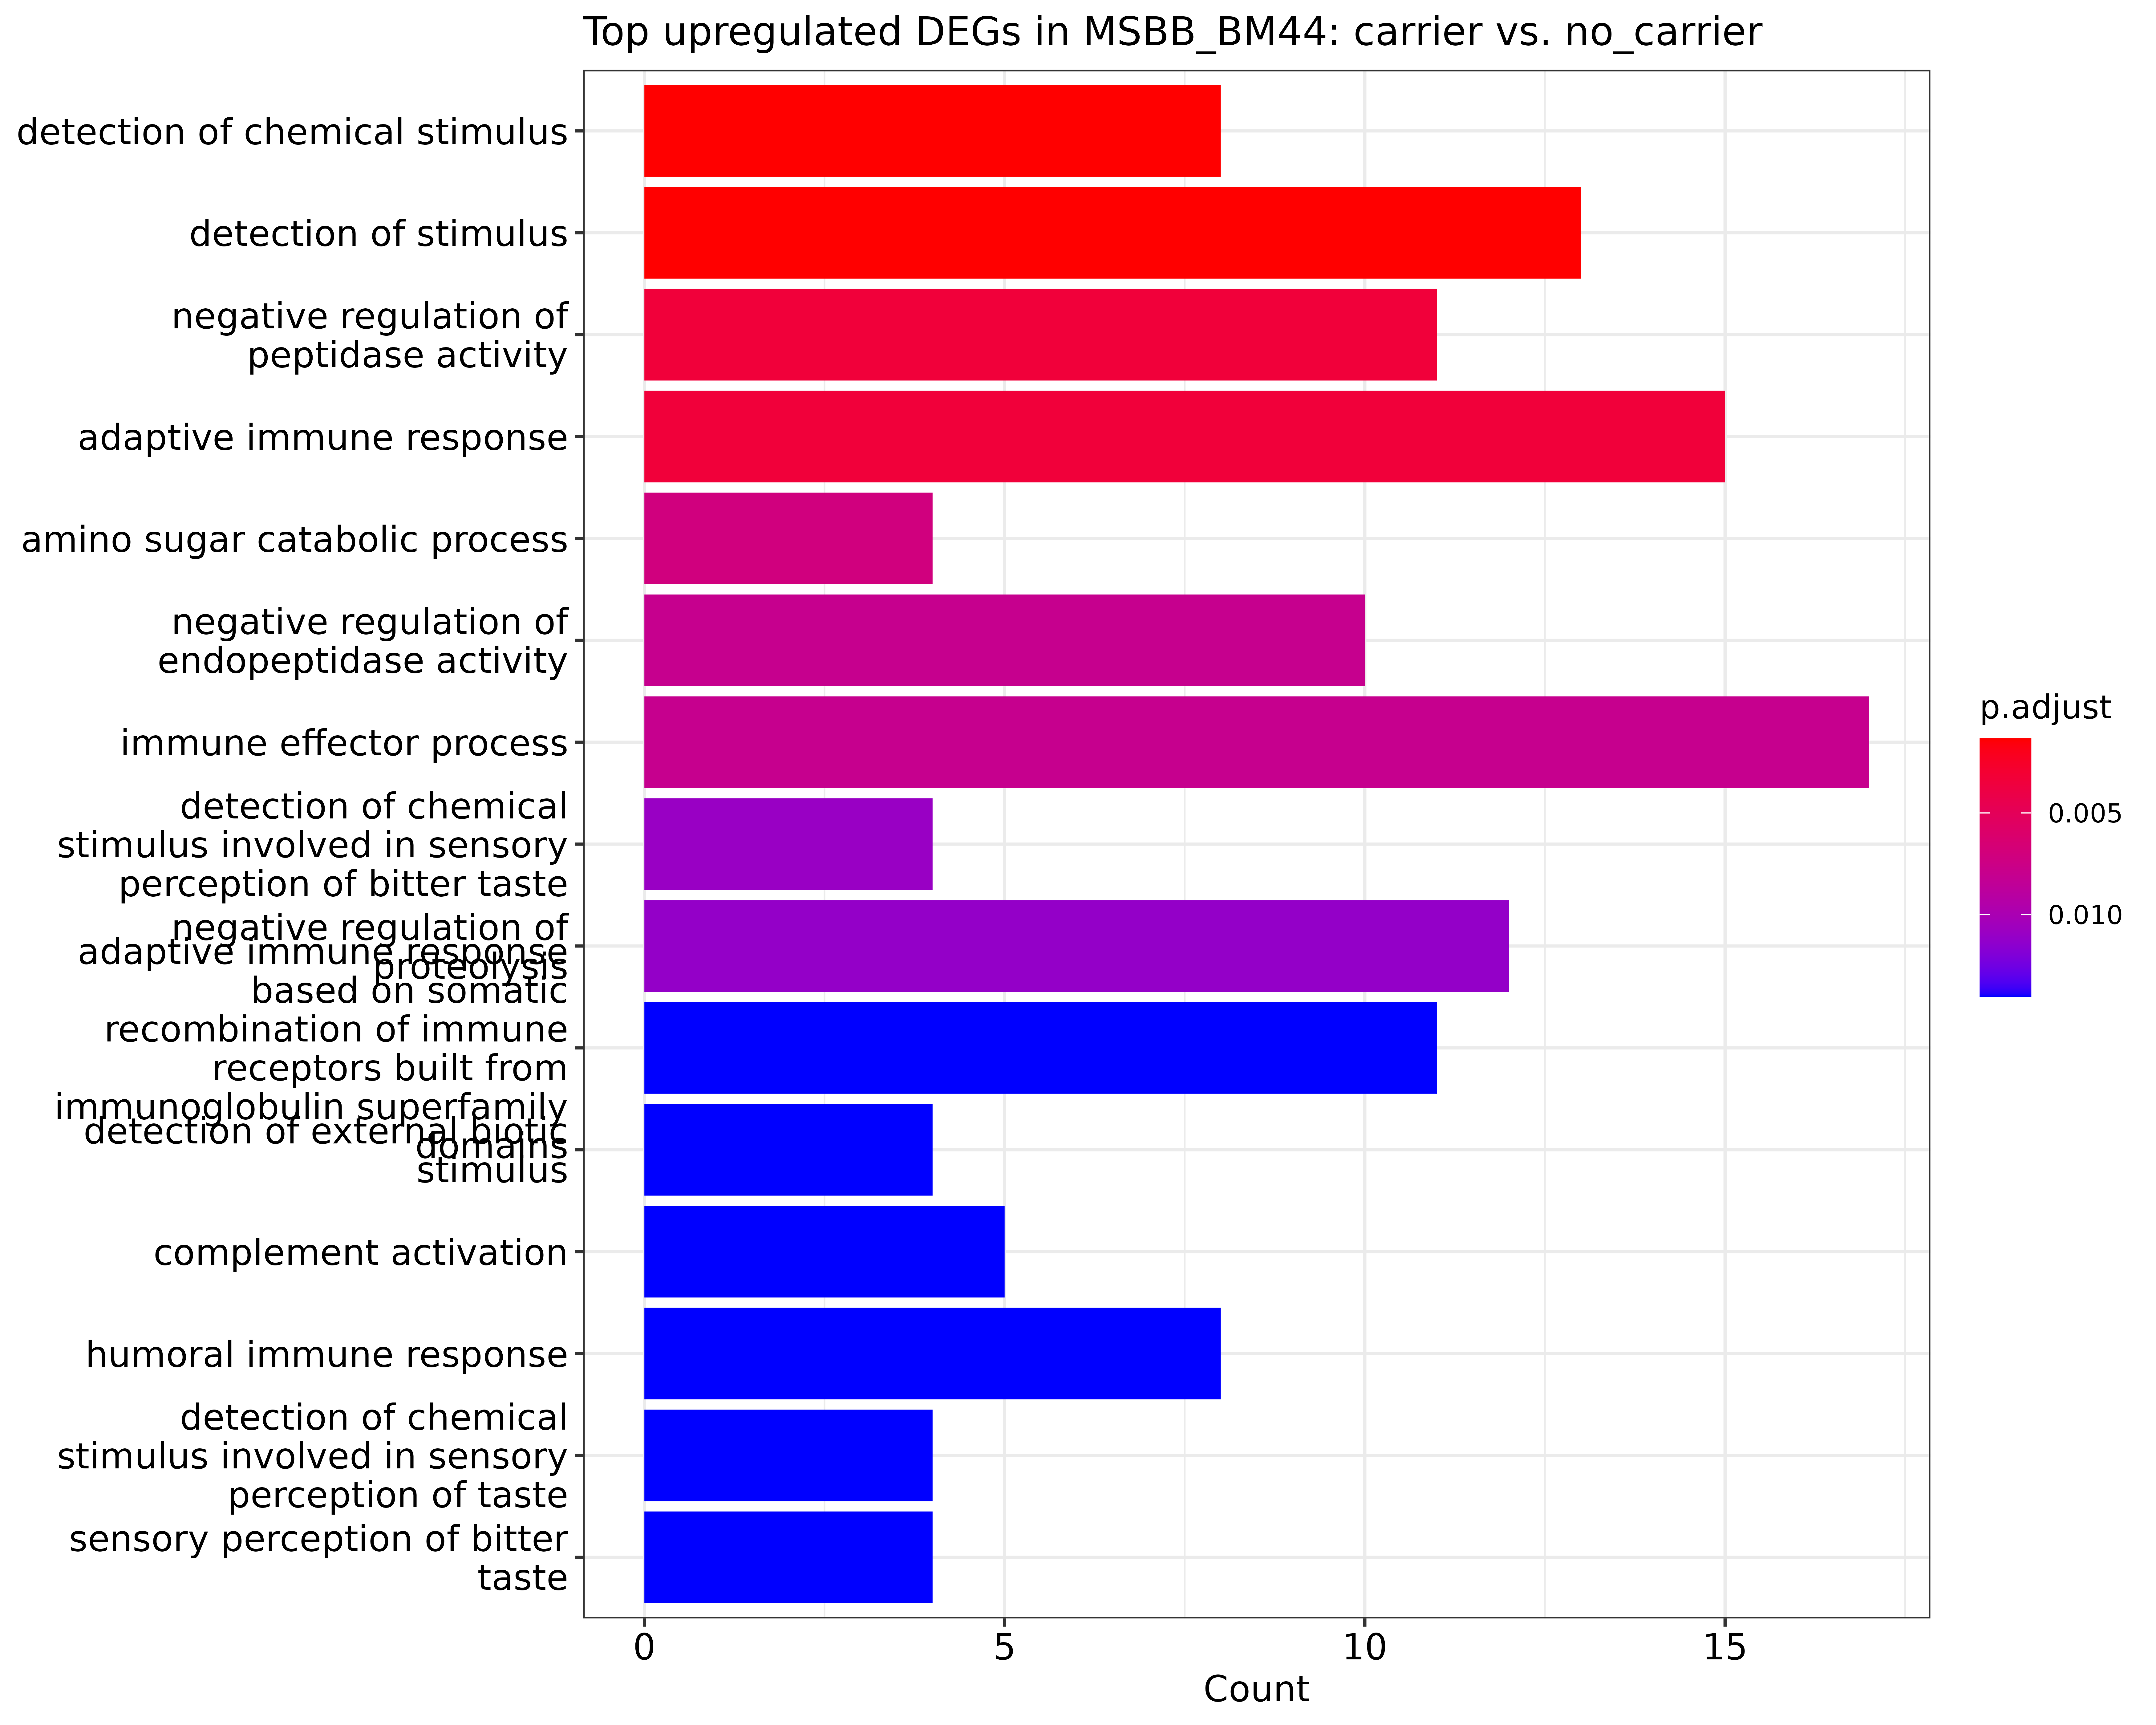 Top upregulated DEGs in MSBB_BM44: carrier vs. no_carrier
detection of chemical stimulus
detection of stimulus
negative regulation of
peptidase activity
adaptive immune response
amino sugar catabolic process
negative regulation of
endopeptidase activity
immune effector process
detection of chemical
stimulus involved in sensory
perception of bitter taste
negative regulation of
proteolysis
adaptive immune response
based on somatic
recombination of immune
receptors built from
immunoglobulin superfamily
domains
detection of external biotic
stimulus
complement activation
humoral immune response
detection of chemical
stimulus involved in sensory
perception of taste
sensory perception of bitter
taste
0
5
10
15
Count
p.adjust
0.005
0.010